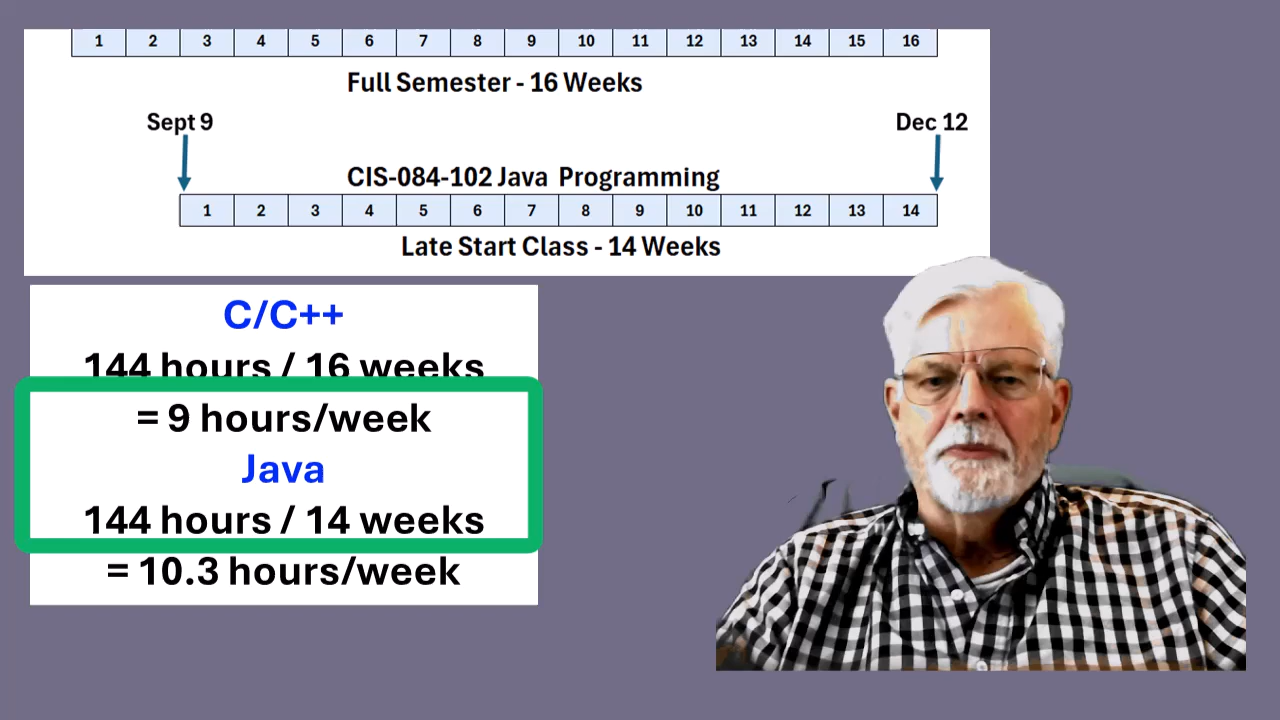 1 2 3 4 5 6 7 8 9 10 11 12 13 14 15 16
Full Semester - 16 Weeks
Sept 9 Dec 12
CIS-084-102 Java Programming
1 2 3 4 5 6 7 8 9 10 11 12 13 14
Late Start Class - 14 Weeks
C/C++
144 hours / 16 weeks
= 9 hours/week
Java
144 hours / 14 weeks
= 10.3 hours/week